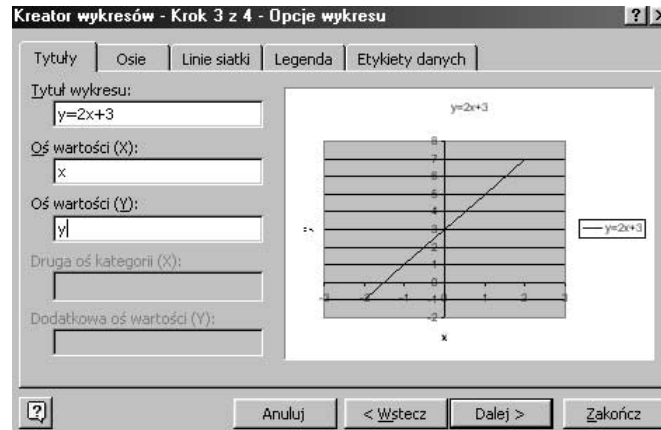 Kreator wykresów - Krok 3 z 4 - Opcje wykresu
Tytuły Osie Linie siatki Legenda Etykiety danych
Tytuł wykresu:
y=2x+3
Oś wartości (X):
x
Oś wartości (Y):
y
Druga oś kategorii (X):
Dodatkowa oś wartości (Y):
y=2x+3
8
7
6
5
4
3
2
1
0
-3 -2 -1 -1 0 1 2 3
-2
y
x
y=2x+3
Anuluj < Wstecz Dalej > Zakończ